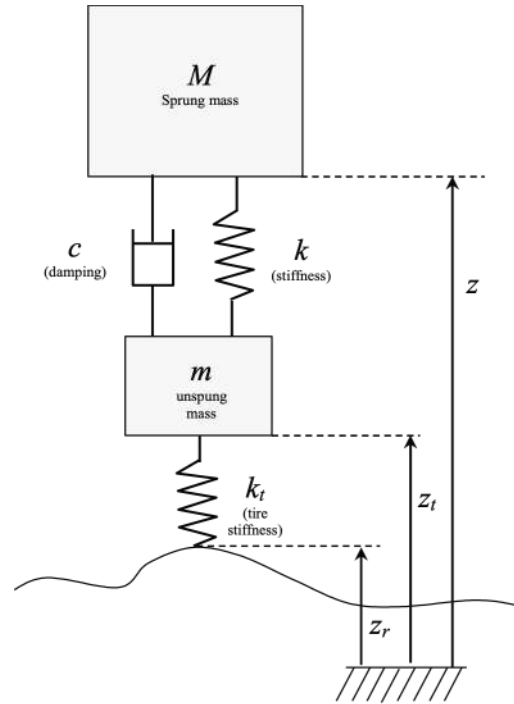 M
Sprung mass
c
(damping)
k
(stiffness)
z
m
unspung
mass
k_t
(tire
stiffness)
z_t
z_r